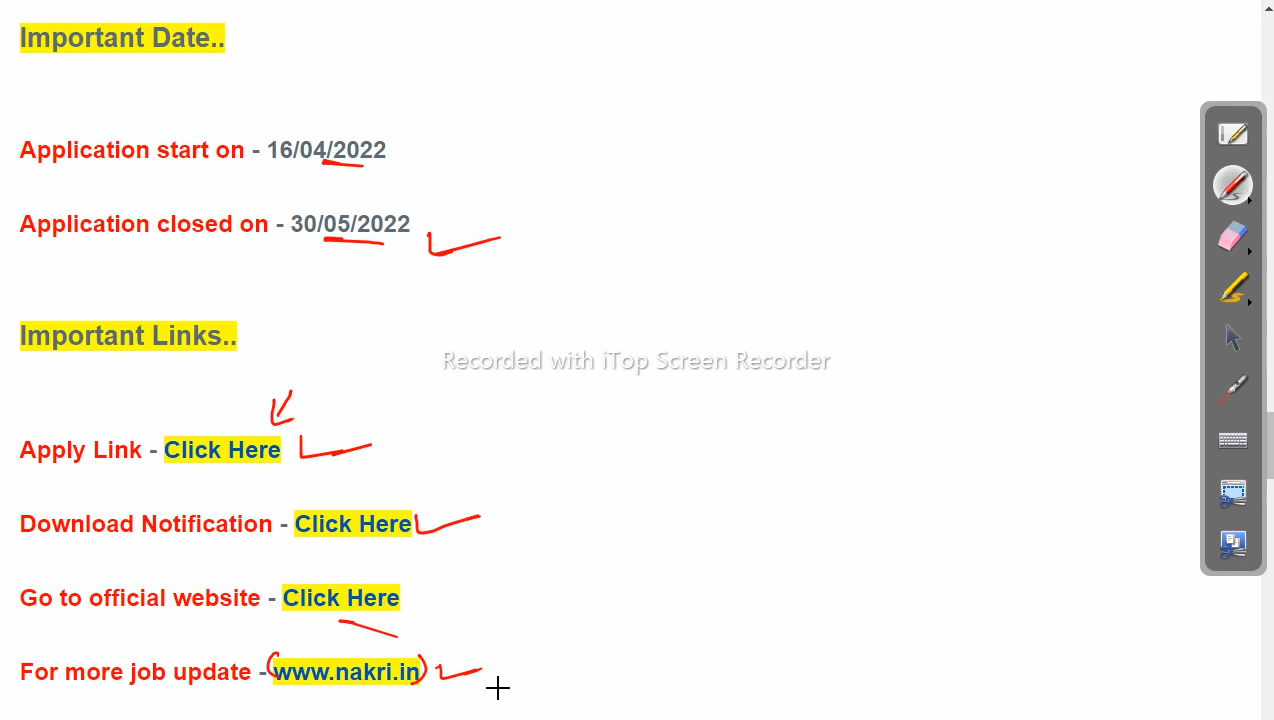 Important Date..
Application start on - 16/04/2022
Application closed on - 30/05/2022
Important Links..
Recorded with iTop Screen Recorder
Apply Link - Click Here
Download Notification - Click Here
Go to official website - Click Here
For more job update - www.nakri.in